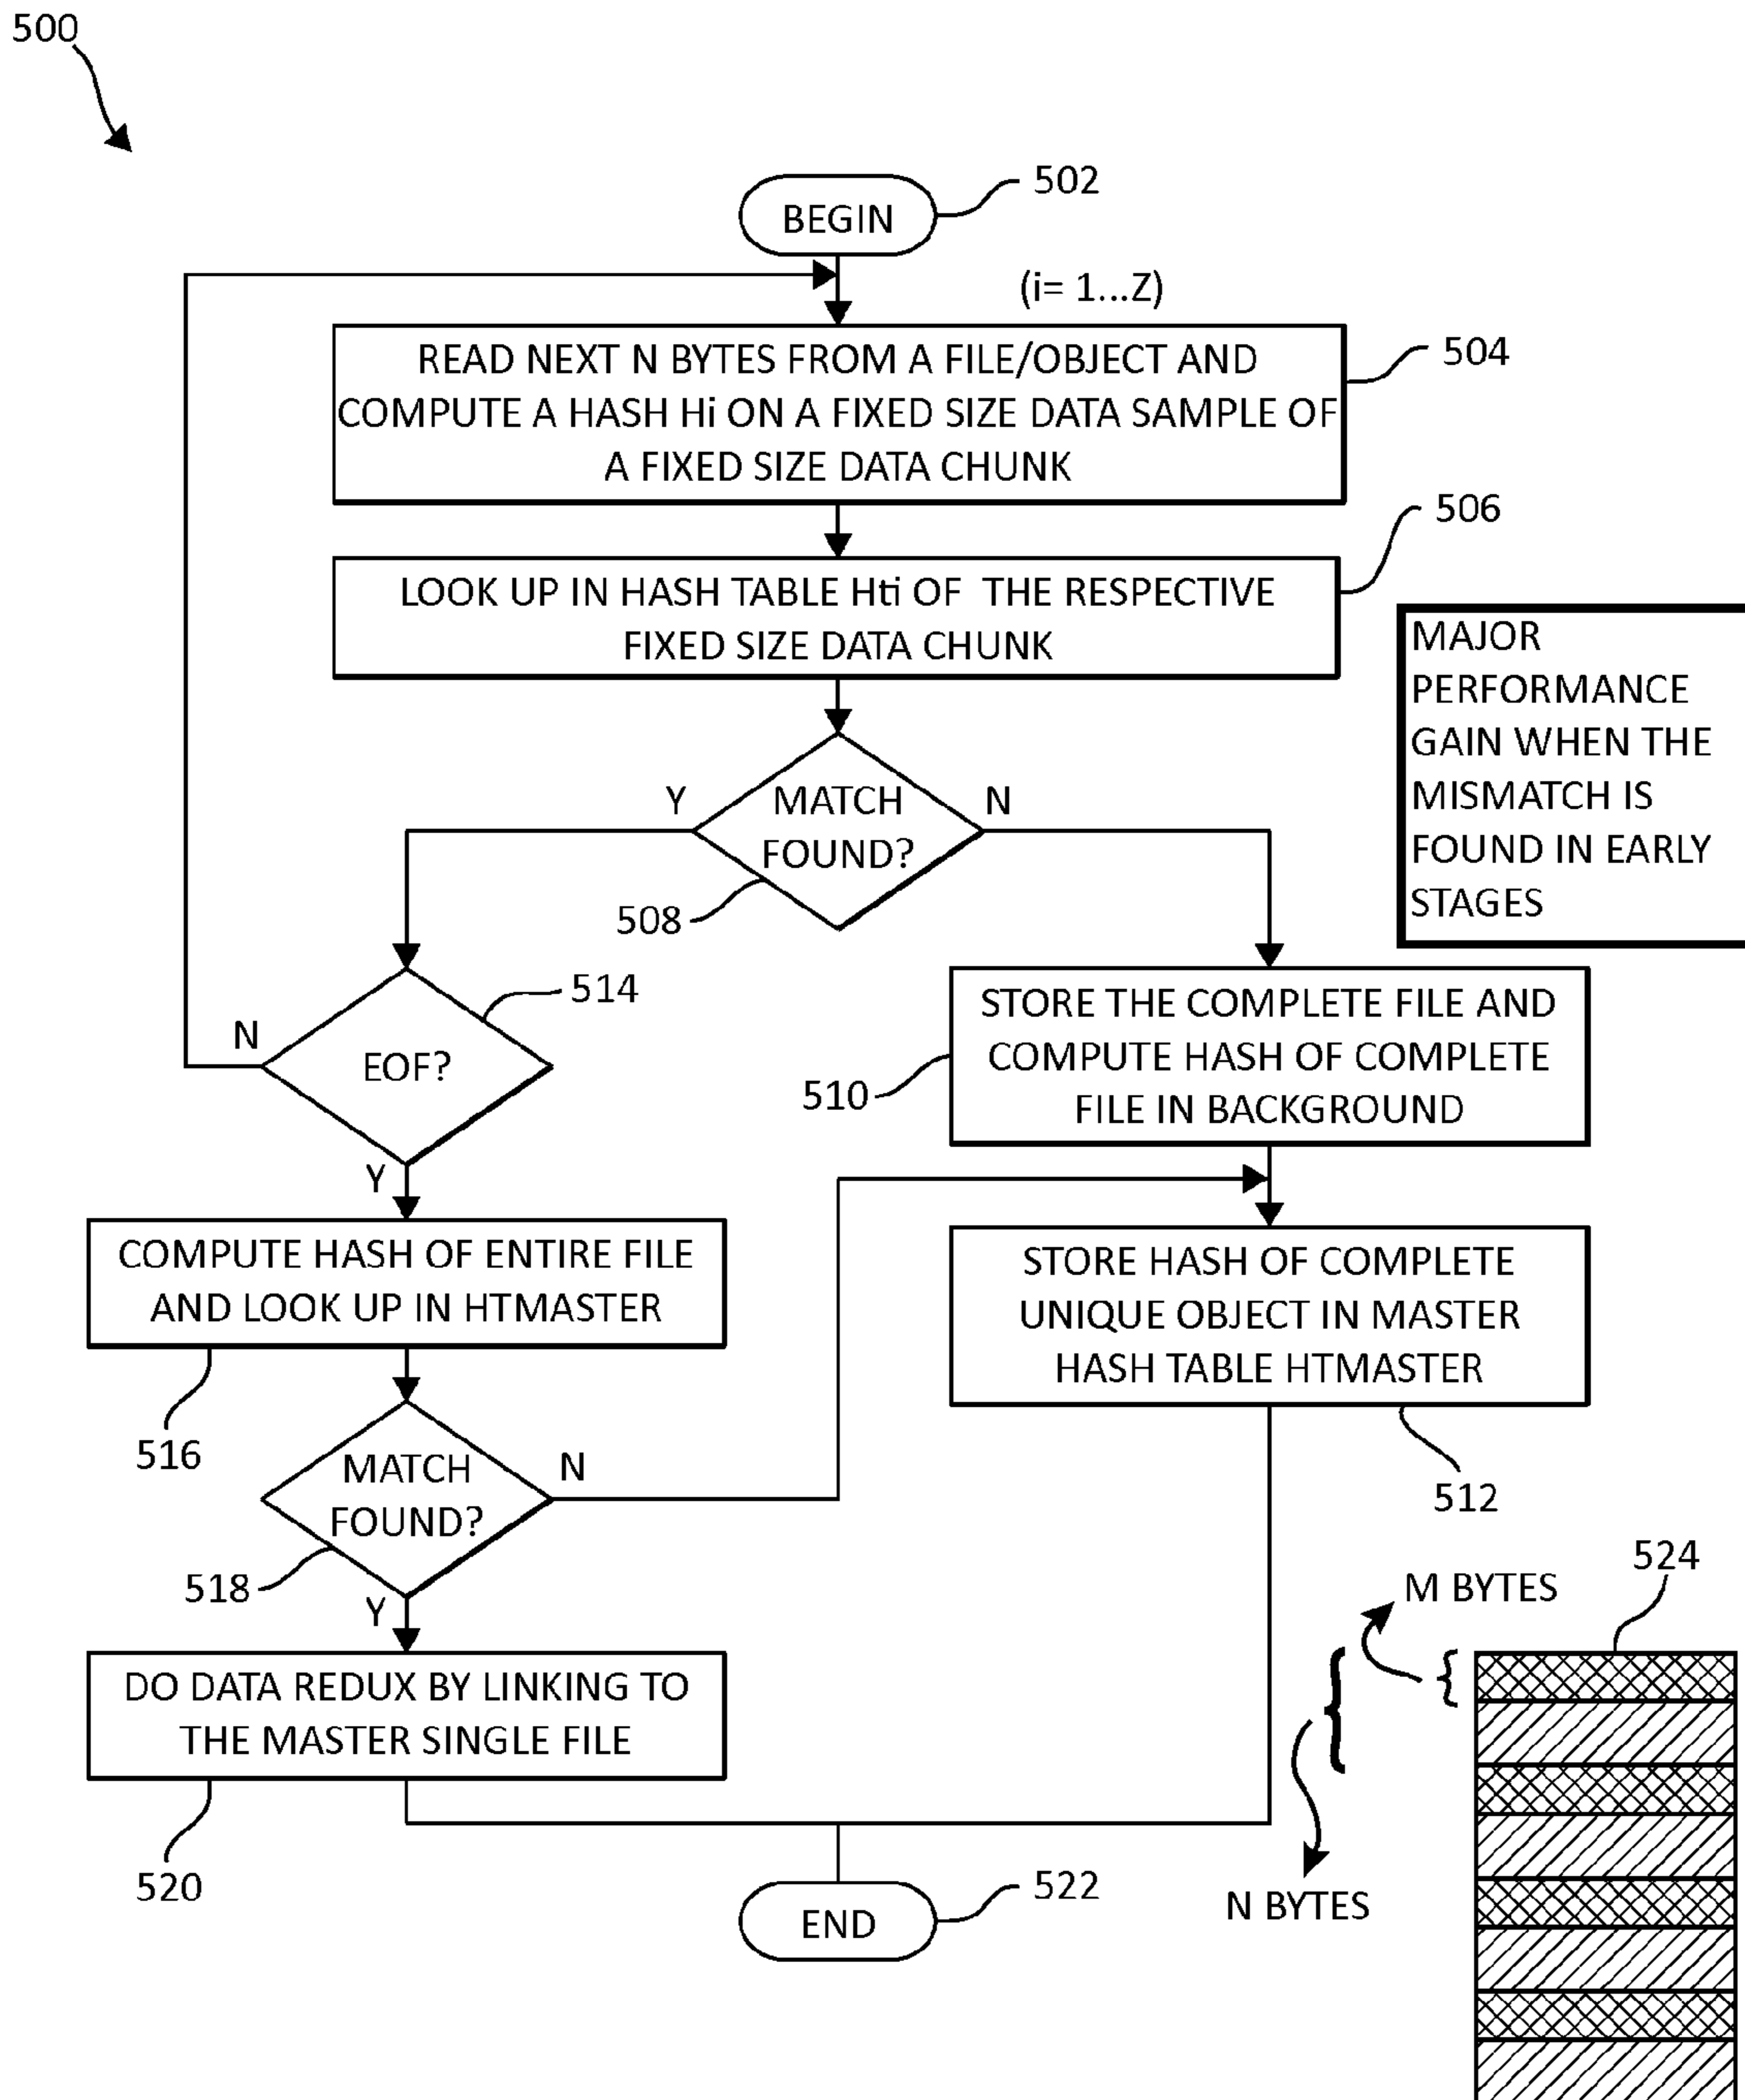 500
502
BEGIN
(i= 1...Z)
READ NEXT N BYTES FROM A FILE/OBJECT AND
COMPUTE A HASH Hi ON A FIXED SIZE DATA SAMPLE OF
A FIXED SIZE DATA CHUNK
504
506
LOOK UP IN HASH TABLE Hti OF THE RESPECTIVE
FIXED SIZE DATA CHUNK
MAJOR
PERFORMANCE
GAIN WHEN THE
MISMATCH IS
FOUND IN EARLY
STAGES
Y
MATCH
FOUND?
N
508
514
N
EOF?
Y
STORE THE COMPLETE FILE AND
COMPUTE HASH OF COMPLETE
FILE IN BACKGROUND
510
COMPUTE HASH OF ENTIRE FILE
AND LOOK UP IN HTMASTER
516
STORE HASH OF COMPLETE
UNIQUE OBJECT IN MASTER
HASH TABLE HTMASTER
512
MATCH
FOUND?
N
518
Y
DO DATA REDUX BY LINKING TO
THE MASTER SINGLE FILE
520
END
522
524
M BYTES
N BYTES